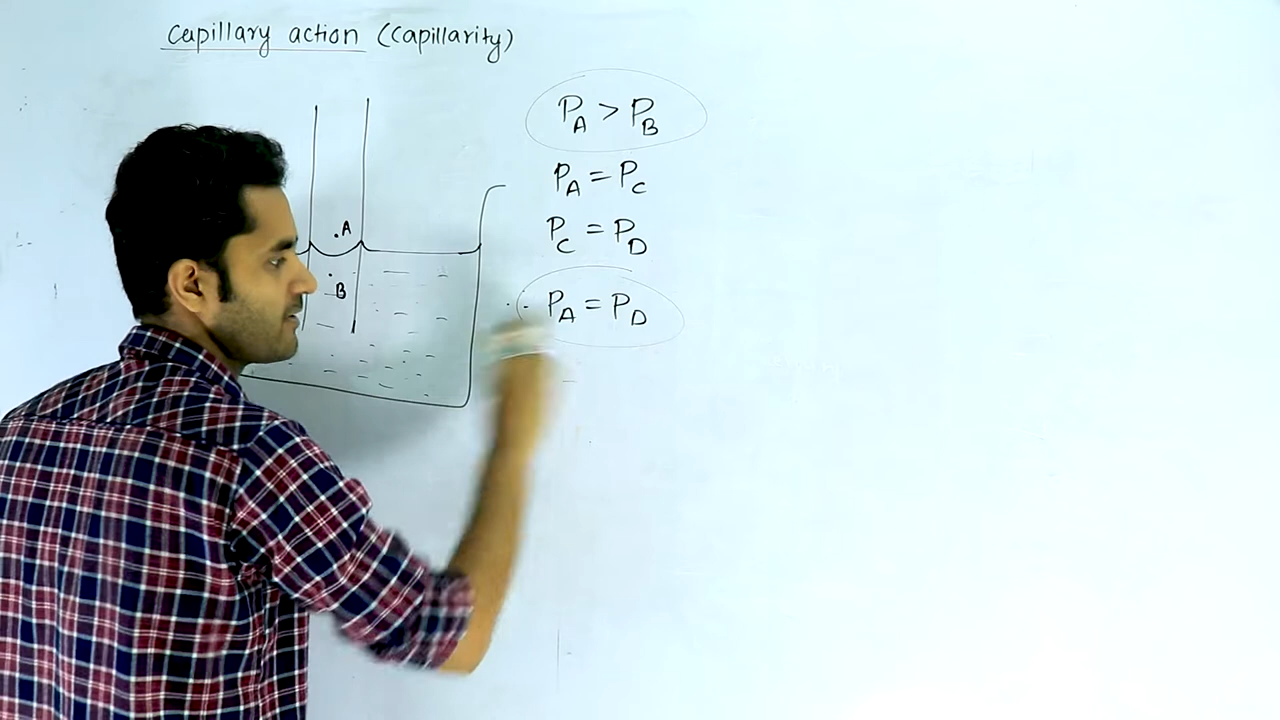 Capillary action (Capillarity)
P_A > P_B
P_A = P_C
P_C = P_D
∴ P_A = P_D
.A
B